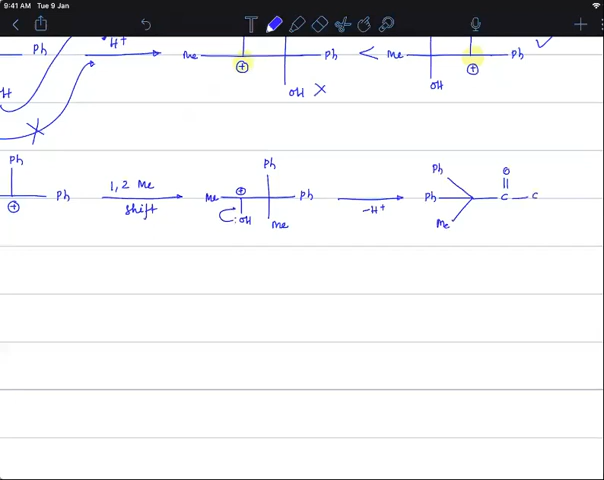 9:41 AM Tue 9 Jan
Ph -H+ Me ⊕ Ph < Me ⊕ Ph ✓
H OH × OH
Ph Ph Ph O
Ph 1,2 Me Me ⊕ Ph Ph C C
⊕ shift :OH Me -H+ Me